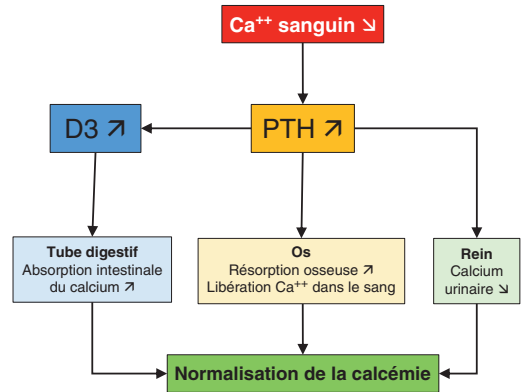 Ca⁺⁺ sanguin ↘
D3 ↗
PTH ↗
Tube digestif
Absorption intestinale
du calcium ↗
Os
Résorption osseuse ↗
Libération Ca⁺⁺ dans le sang
Rein
Calcium
urinaire ↘
Normalisation de la calcémie